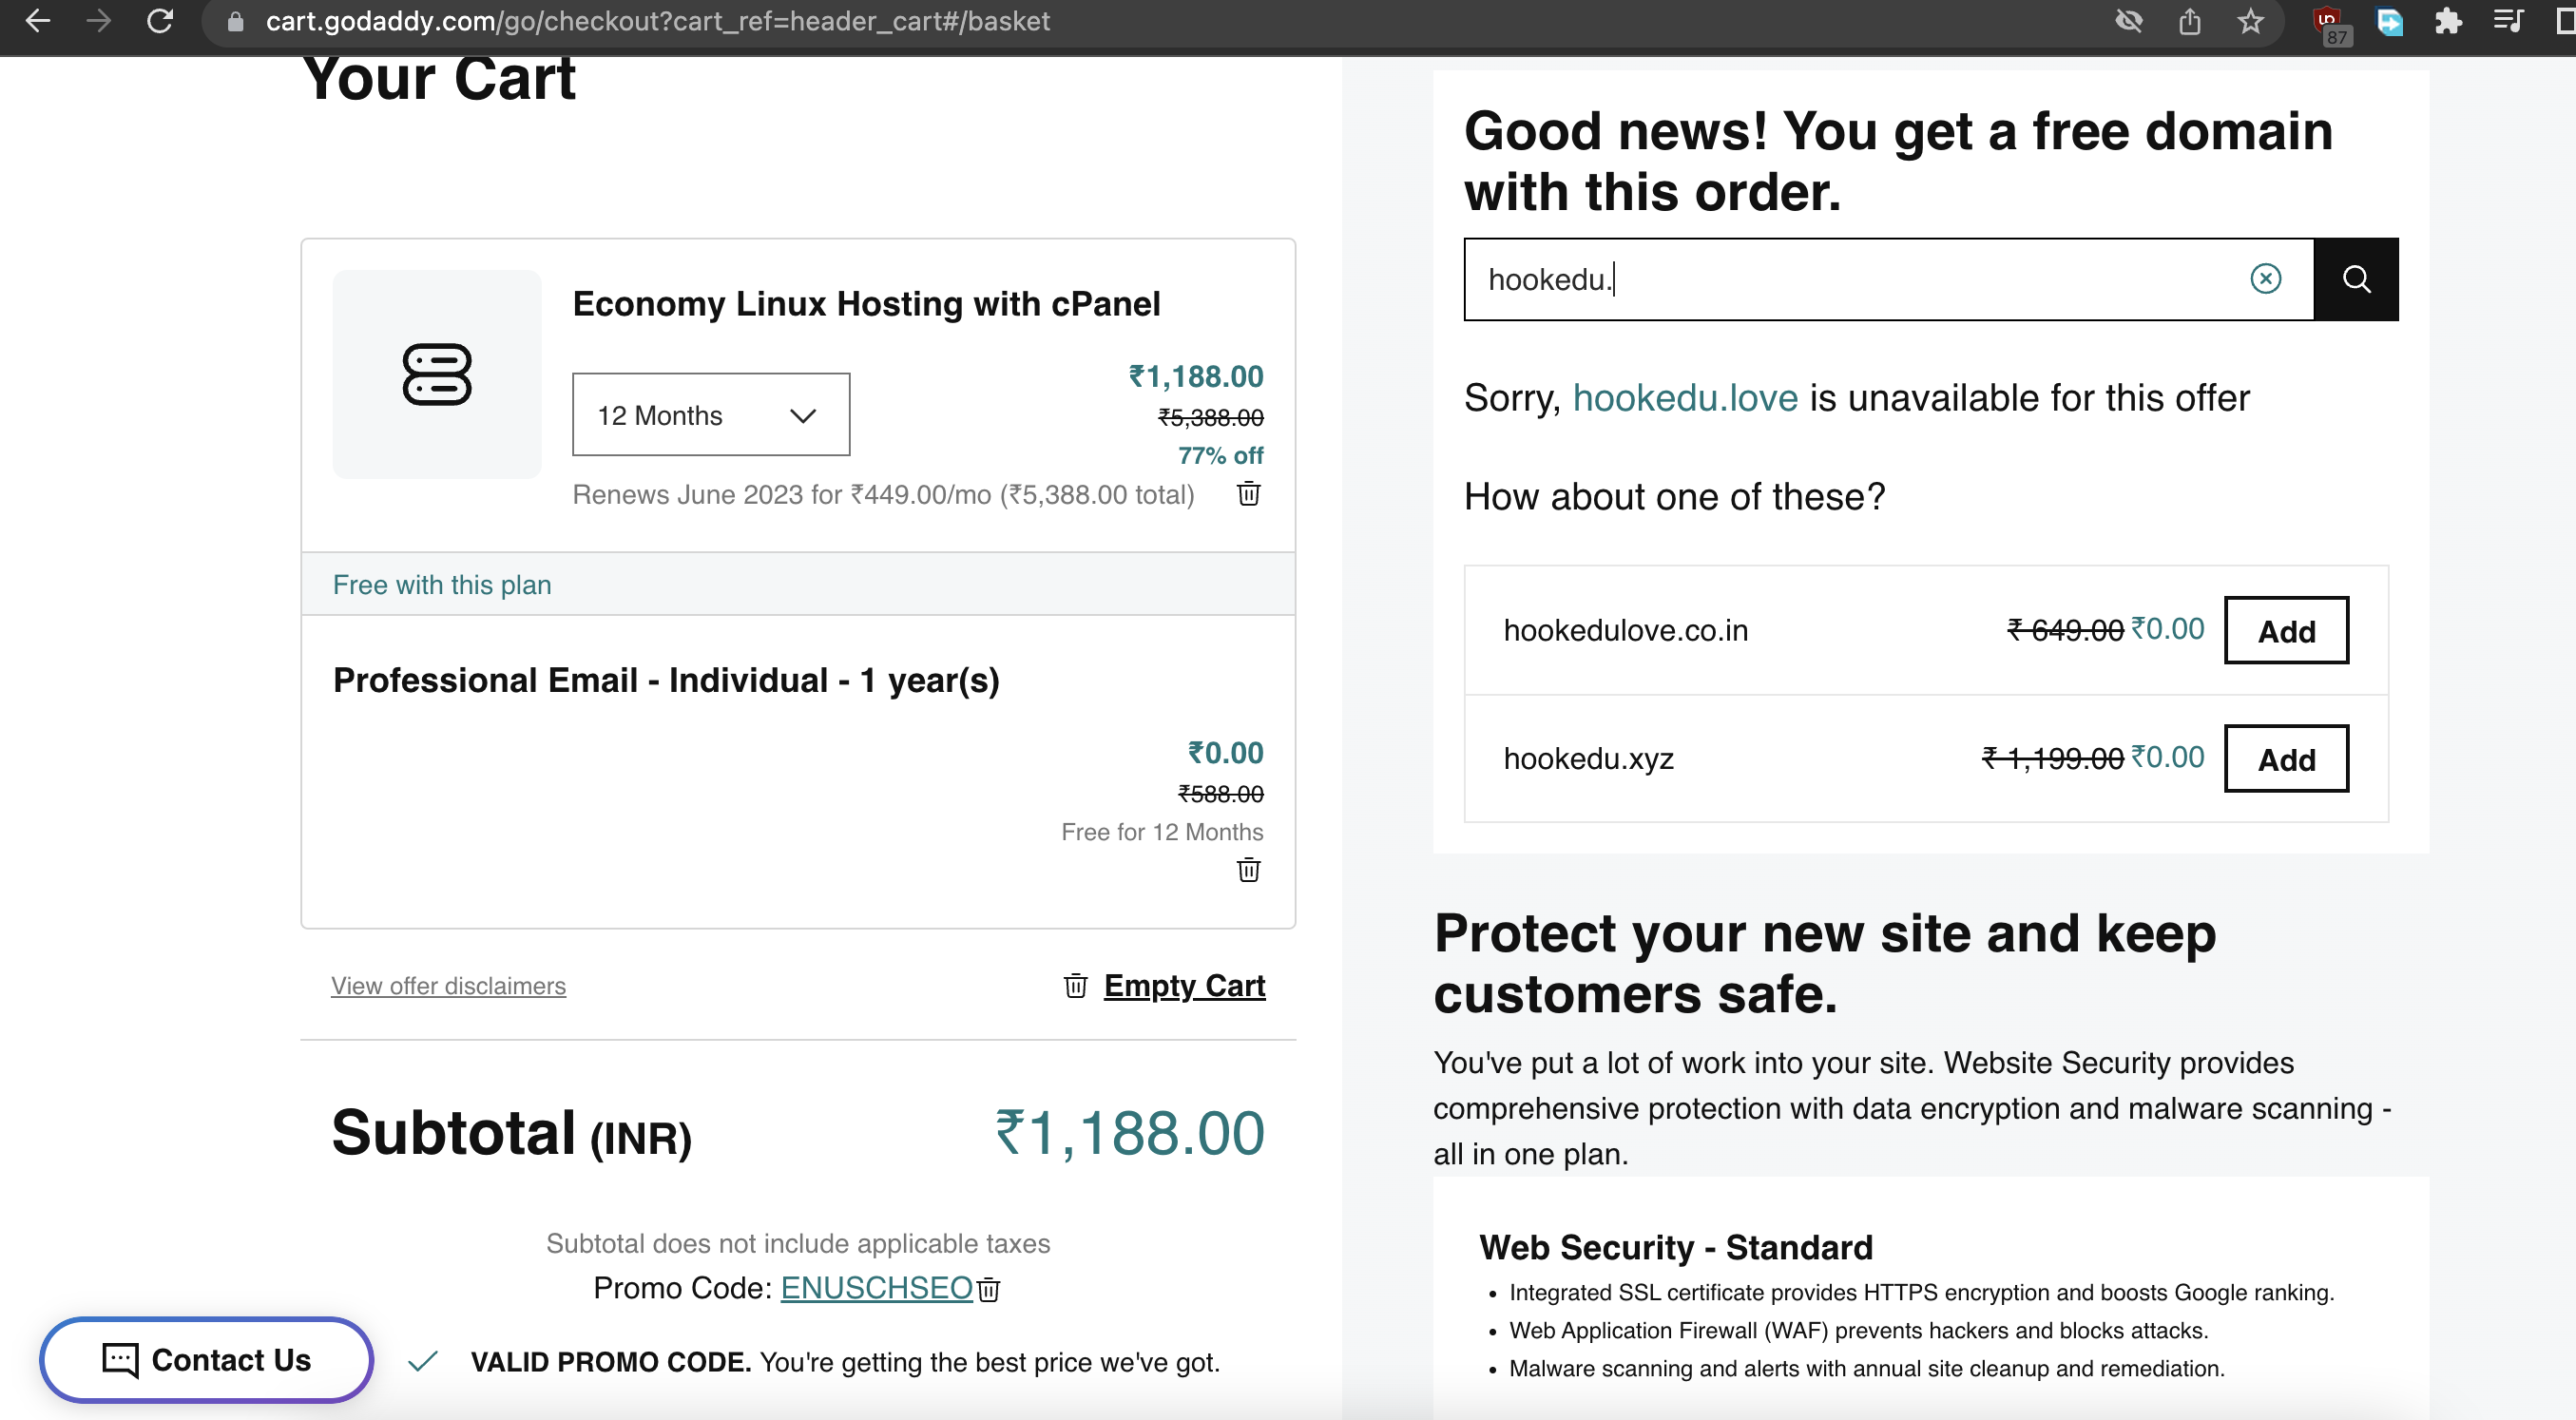 cart.godaddy.com/go/checkout?cart_ref=header_cart#/basket
87
Your Cart
Economy Linux Hosting with cPanel
12 Months
₹1,188.00
₹5,388.00
77% off
Renews June 2023 for ₹449.00/mo (₹5,388.00 total)
Free with this plan
Professional Email - Individual - 1 year(s)
₹0.00
₹588.00
Free for 12 Months
View offer disclaimers
Empty Cart
Subtotal (INR)
₹1,188.00
Subtotal does not include applicable taxes
Promo Code: ENUSCHSEO
VALID PROMO CODE. You're getting the best price we've got.
Contact Us
Good news! You get a free domain
with this order.
hookedu.
Sorry, hookedu.love is unavailable for this offer
How about one of these?
hookedulove.co.in ₹ 649.00 ₹0.00 Add
hookedu.xyz ₹ 1,199.00 ₹0.00 Add
Protect your new site and keep
customers safe.
You've put a lot of work into your site. Website Security provides
comprehensive protection with data encryption and malware scanning -
all in one plan.
Web Security - Standard
• Integrated SSL certificate provides HTTPS encryption and boosts Google ranking.
• Web Application Firewall (WAF) prevents hackers and blocks attacks.
• Malware scanning and alerts with annual site cleanup and remediation.